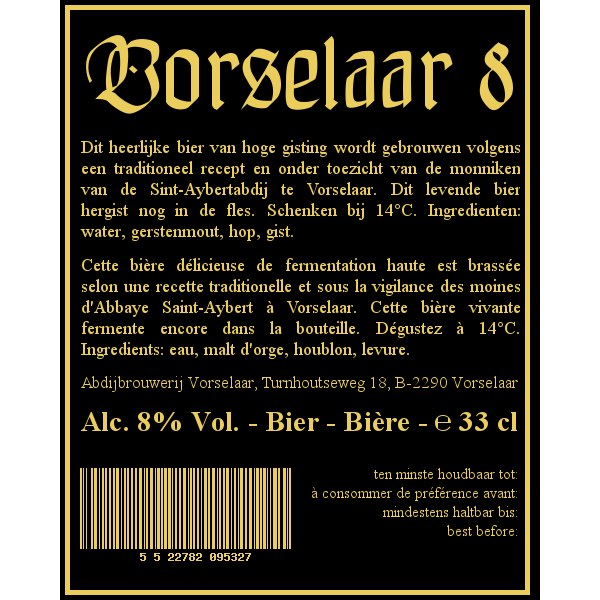 Borselaar 8
Dit heerlijke bier van hoge gisting wordt gebrouwen volgens
een traditioneel recept en onder toezicht van de monniken
van de Sint-Aybertabdij te Vorselaar. Dit levende bier
hergist nog in de fles. Schenken bij 14°C. Ingredienten:
water, gerstenmout, hop, gist.
Cette bière délicieuse de fermentation haute est brassée
selon une recette traditionelle et sous la vigilance des moines
d'Abbaye Saint-Aybert à Vorselaar. Cette bière vivante
fermente encore dans la bouteille. Dégustez à 14°C.
Ingredients: eau, malt d'orge, houblon, levure.
Abdijbrouwerij Vorselaar, Turnhoutseweg 18, B-2290 Vorselaar
Alc. 8% Vol. - Bier - Bière - ℮ 33 cl
ten minste houdbaar tot:
à consommer de préférence avant:
mindestens haltbar bis:
best before:
5 5 22782 095327